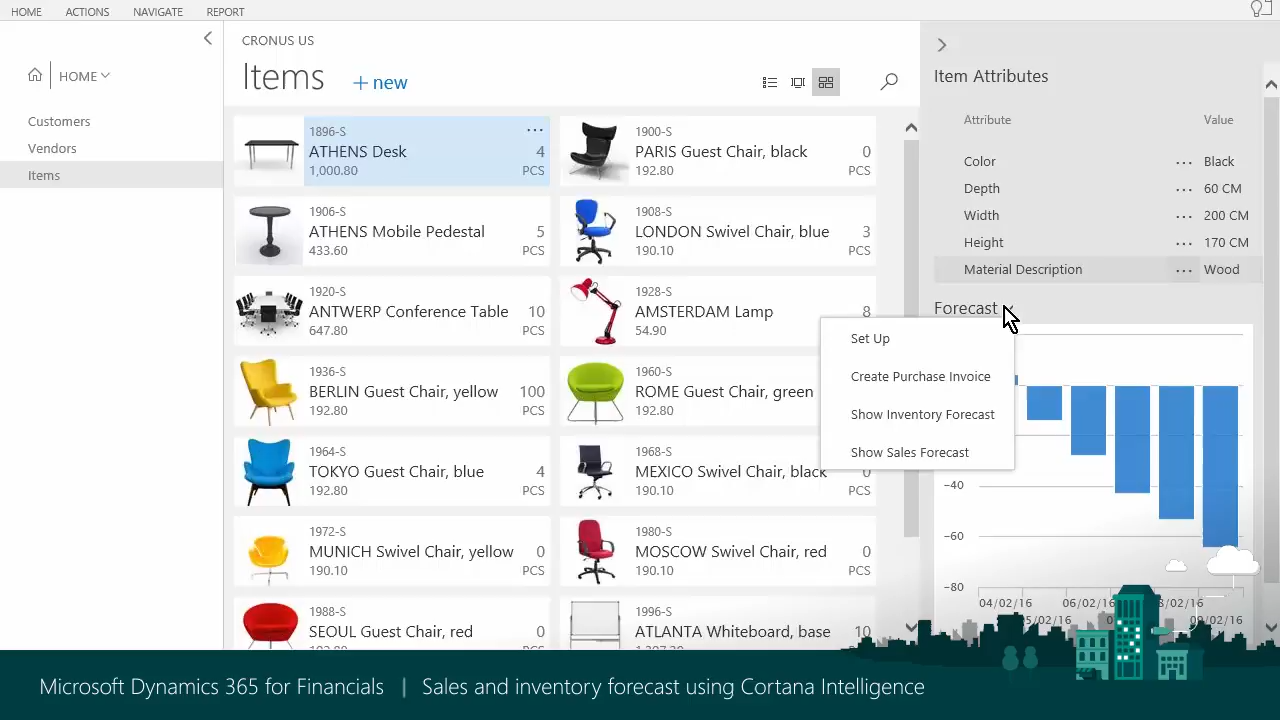 HOME ACTIONS NAVIGATE REPORT
HOME
Customers
Vendors
Items
CRONUS US
Items + new
1896-S
ATHENS Desk 4
1,000.80 PCS
1900-S
PARIS Guest Chair, black 0
192.80 PCS
1906-S
ATHENS Mobile Pedestal 5
433.60 PCS
1908-S
LONDON Swivel Chair, blue 3
190.10 PCS
1920-S
ANTWERP Conference Table 10
647.80 PCS
1928-S
AMSTERDAM Lamp 8
54.90
1936-S
BERLIN Guest Chair, yellow 100
192.80 PCS
1960-S
ROME Guest Chair, green
192.80
1964-S
TOKYO Guest Chair, blue 4
192.80 PCS
1968-S
MEXICO Swivel Chair, black
190.10 PCS
1972-S
MUNICH Swivel Chair, yellow 0
190.10 PCS
1980-S
MOSCOW Swivel Chair, red 0
190.10 PCS
1988-S
SEOUL Guest Chair, red 0
PCS
1996-S
ATLANTA Whiteboard, base 10
PCS
Item Attributes
Attribute Value
Color Black
Depth 60 CM
Width 200 CM
Height 170 CM
Material Description Wood
Forecast
Set Up
Create Purchase Invoice
Show Inventory Forecast
Show Sales Forecast
−40
−60
−80
04/02/16 06/02/16
09/02/16
Microsoft Dynamics 365 for Financials | Sales and inventory forecast using Cortana Intelligence